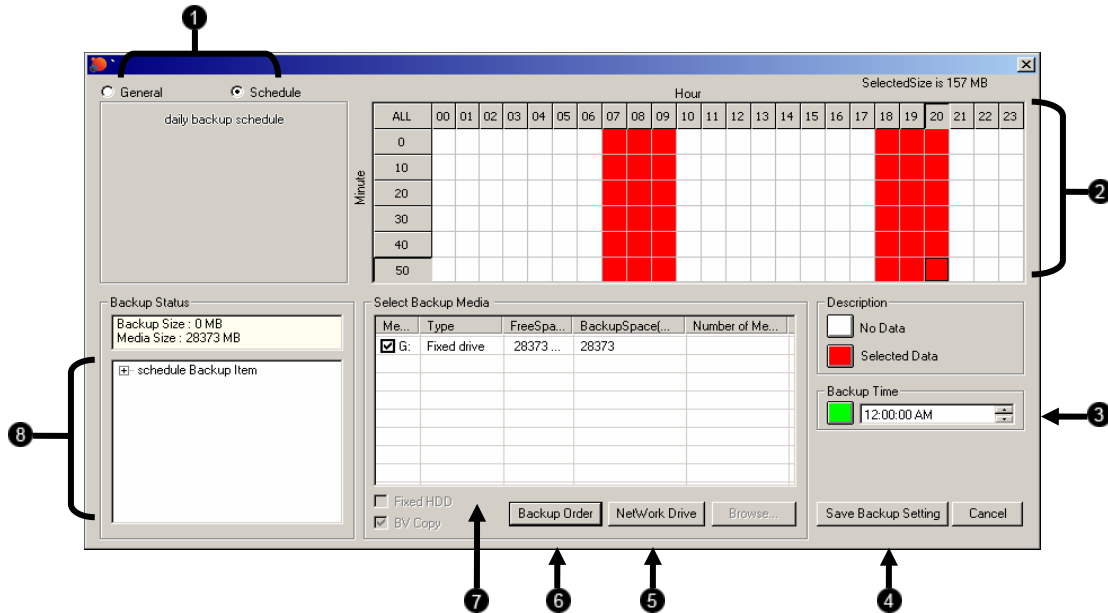 1
General
Schedule
SelectedSize is 157 MB
daily backup schedule
Hour
ALL 00 01 02 03 04 05 06 07 08 09 10 11 12 13 14 15 16 17 18 19 20 21 22 23
Minute
0
10
20
30
40
50
2
Backup Status
Backup Size : 0 MB
Media Size : 28373 MB
schedule Backup Item
8
Select Backup Media
Me... Type FreeSpa... BackupSpace(... Number of Me...
G: Fixed drive 28373 ... 28373
Fixed HDD
BV Copy
Backup Order
NetWork Drive
Browse...
Description
No Data
Selected Data
Backup Time
12:00:00 AM
3
Save Backup Setting
Cancel
7
6
5
4